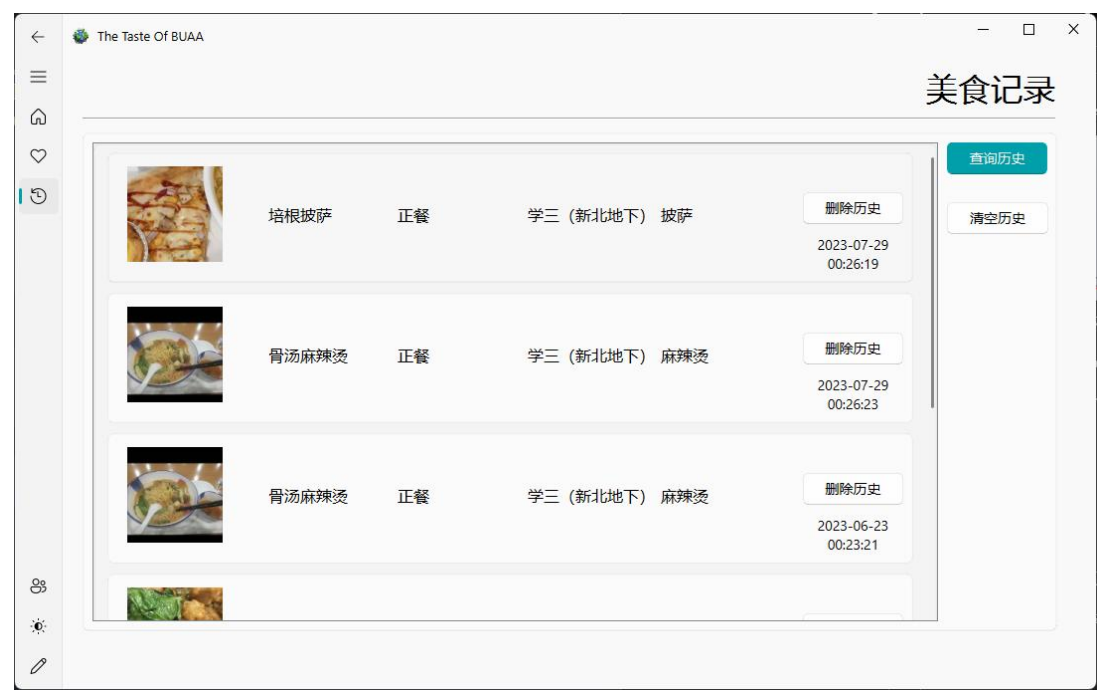 The Taste Of BUAA
美食记录
查询历史
清空历史
培根披萨 正餐 学三（新北地下） 披萨 删除历史
2023-07-29
00:26:19
骨汤麻辣烫 正餐 学三（新北地下） 麻辣烫 删除历史
2023-07-29
00:26:23
骨汤麻辣烫 正餐 学三（新北地下） 麻辣烫 删除历史
2023-06-23
00:23:21